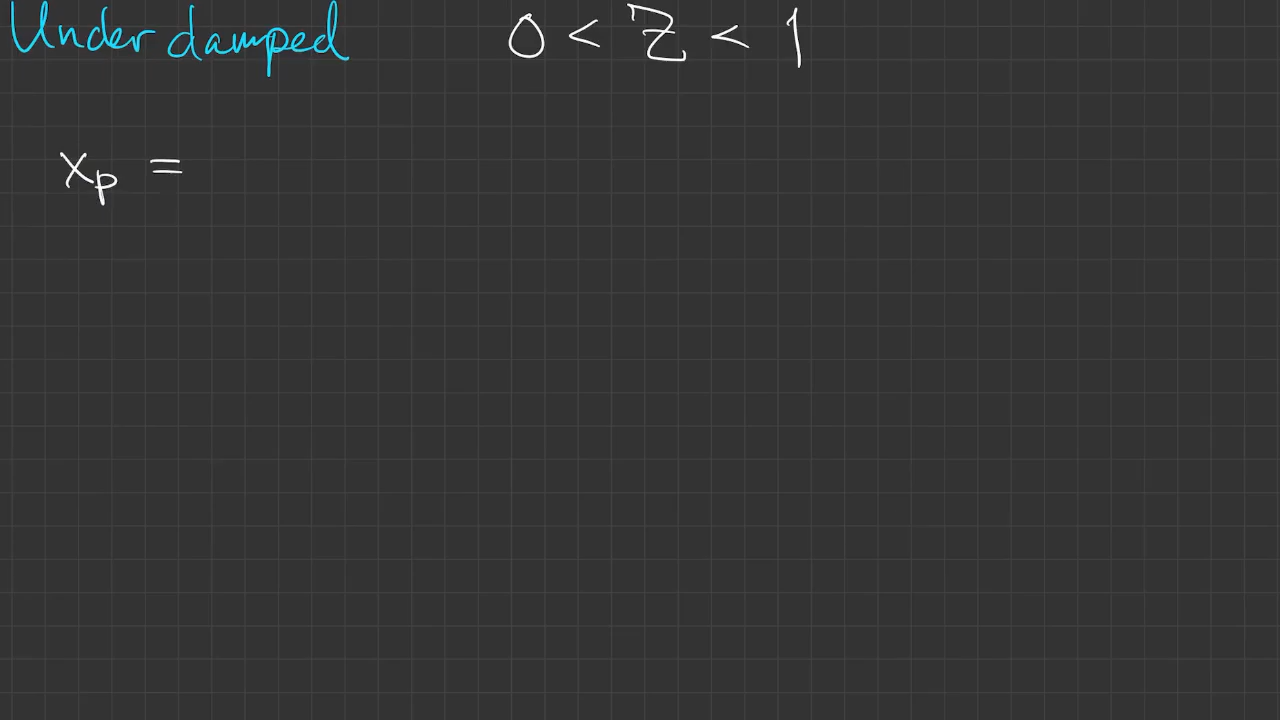 Underdamped 0 < Z < 1
xₚ =